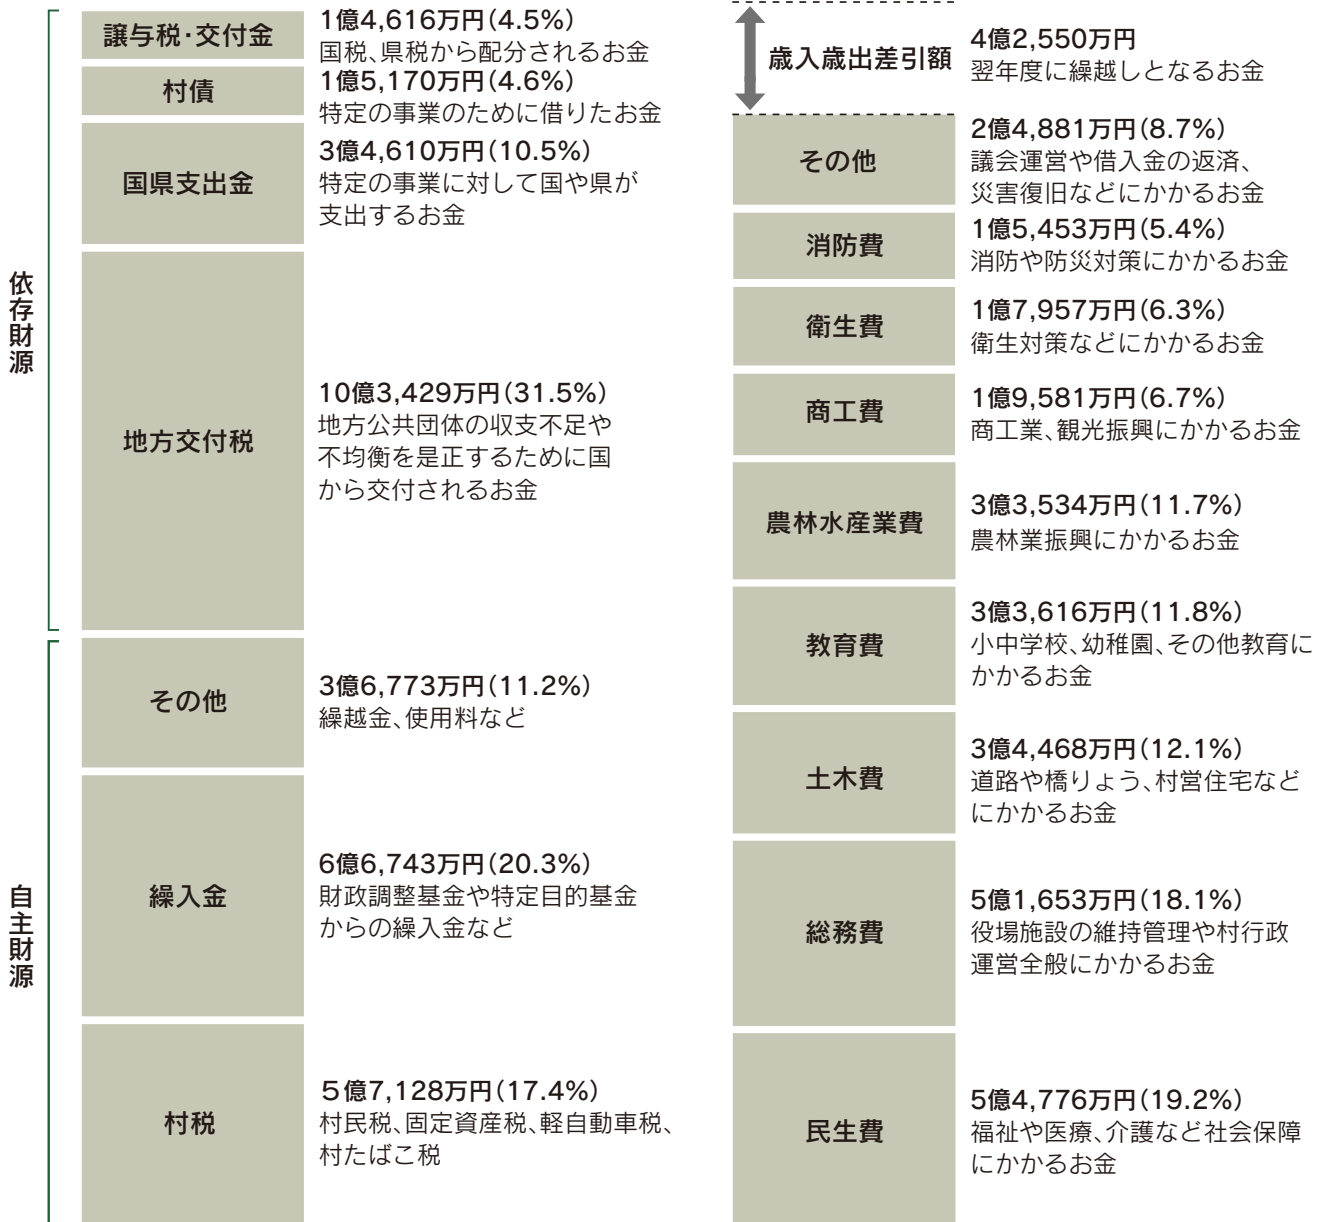 依存財源
譲与税・交付金
1億4,616万円(4.5%)
国税、県税から配分されるお金
村債
1億5,170万円(4.6%)
特定の事業のために借りたお金
国県支出金
3億4,610万円(10.5%)
特定の事業に対して国や県が
支出するお金
地方交付税
10億3,429万円(31.5%)
地方公共団体の収支不足や
不均衡を是正するために国
から交付されるお金
自主財源
その他
3億6,773万円(11.2%)
繰越金、使用料など
繰入金
6億6,743万円(20.3%)
財政調整基金や特定目的基金
からの繰入金など
村税
5億7,128万円(17.4%)
村民税、固定資産税、軽自動車税、
村たばこ税
歳入歳出差引額
4億2,550万円
翌年度に繰越しとなるお金
その他
2億4,881万円(8.7%)
議会運営や借入金の返済、
災害復旧などにかかるお金
消防費
1億5,453万円(5.4%)
消防や防災対策にかかるお金
衛生費
1億7,957万円(6.3%)
衛生対策などにかかるお金
商工費
1億9,581万円(6.7%)
商工業、観光振興にかかるお金
農林水産業費
3億3,534万円(11.7%)
農林業振興にかかるお金
教育費
3億3,616万円(11.8%)
小中学校、幼稚園、その他教育に
かかるお金
土木費
3億4,468万円(12.1%)
道路や橋りょう、村営住宅など
にかかるお金
総務費
5億1,653万円(18.1%)
役場施設の維持管理や村行政
運営全般にかかるお金
民生費
5億4,776万円(19.2%)
福祉や医療、介護など社会保障
にかかるお金